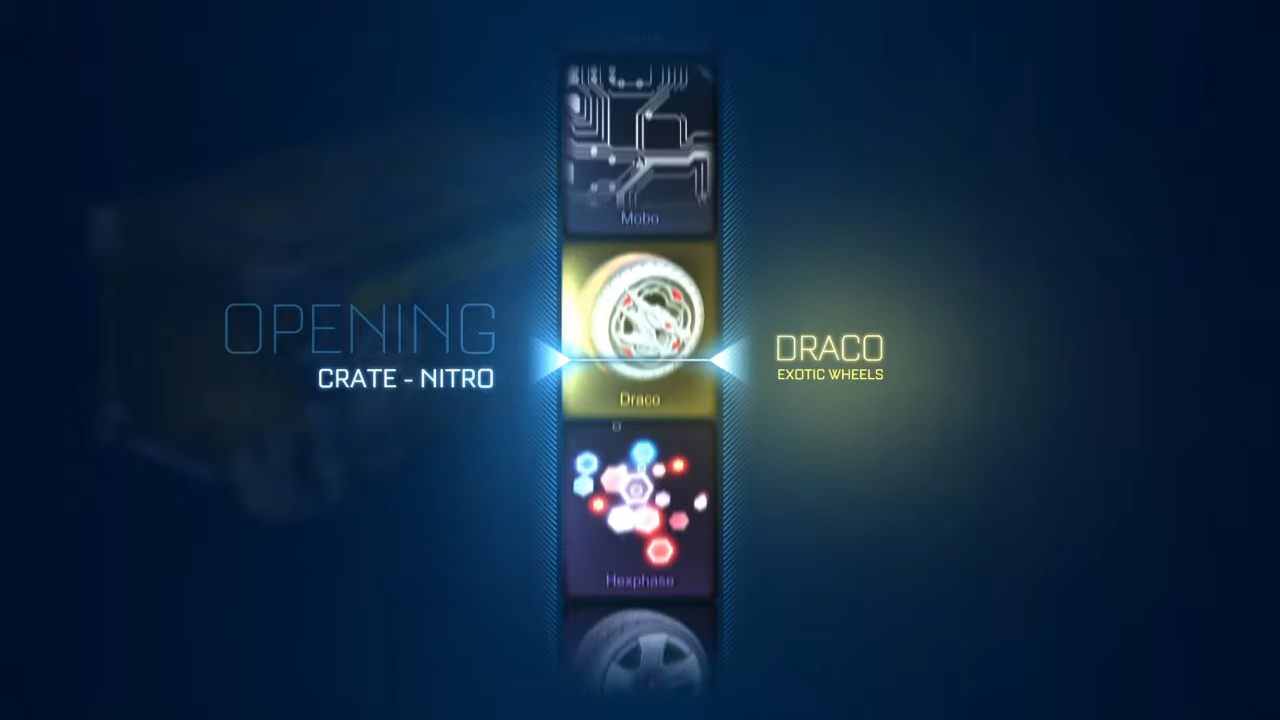 Mobo
OPENING
CRATE - NITRO
Draco
DRACO
EXOTIC WHEELS
Hexphase